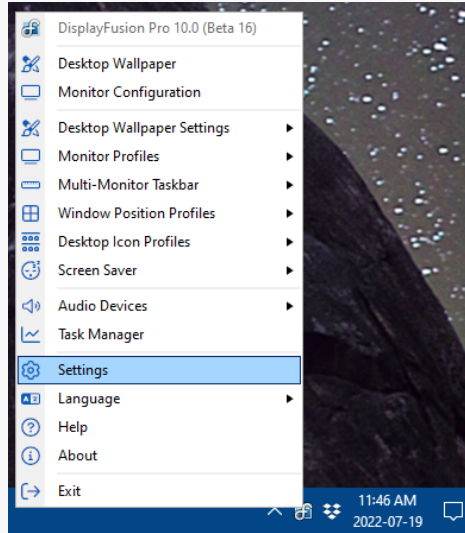 DisplayFusion Pro 10.0 (Beta 16)
Desktop Wallpaper
Monitor Configuration
Desktop Wallpaper Settings
Monitor Profiles
Multi-Monitor Taskbar
Window Position Profiles
Desktop Icon Profiles
Screen Saver
Audio Devices
Task Manager
Settings
Language
Help
About
Exit
11:46 AM
2022-07-19